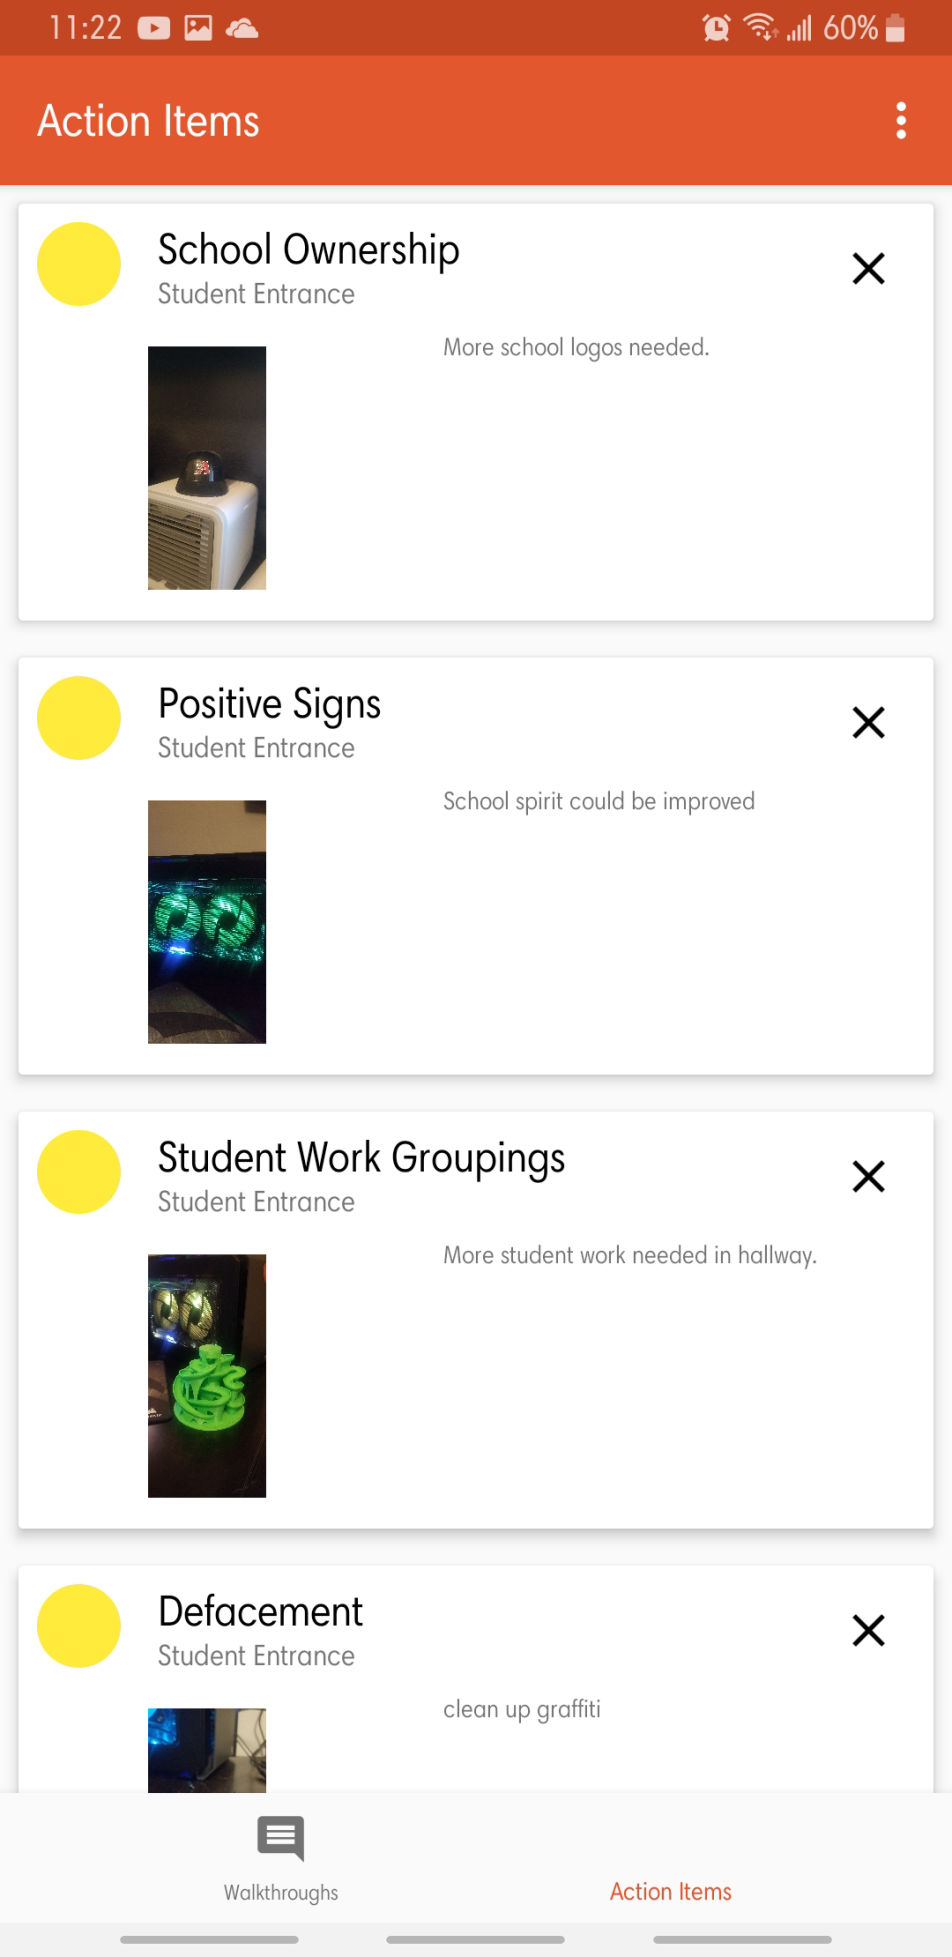 11:22
60%
Action Items
School Ownership
Student Entrance
More school logos needed.
Positive Signs
Student Entrance
School spirit could be improved
Student Work Groupings
Student Entrance
More student work needed in hallway.
Defacement
Student Entrance
clean up graffiti
Walkthroughs
Action Items